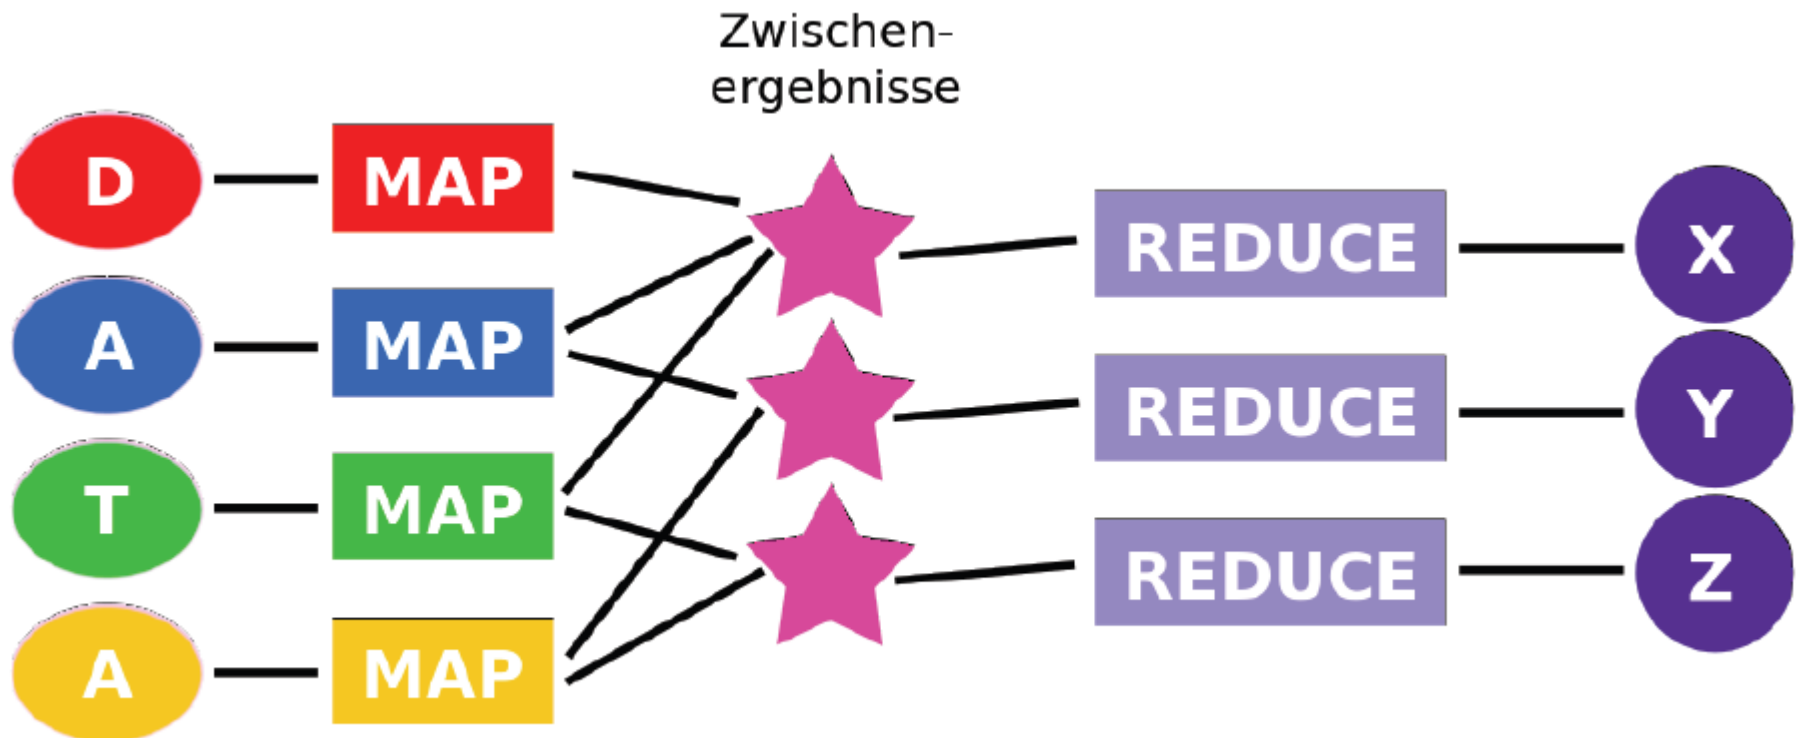 Zwischen-
ergebnisse
D
MAP
REDUCE
X
A
MAP
REDUCE
Y
T
MAP
REDUCE
Z
A
MAP